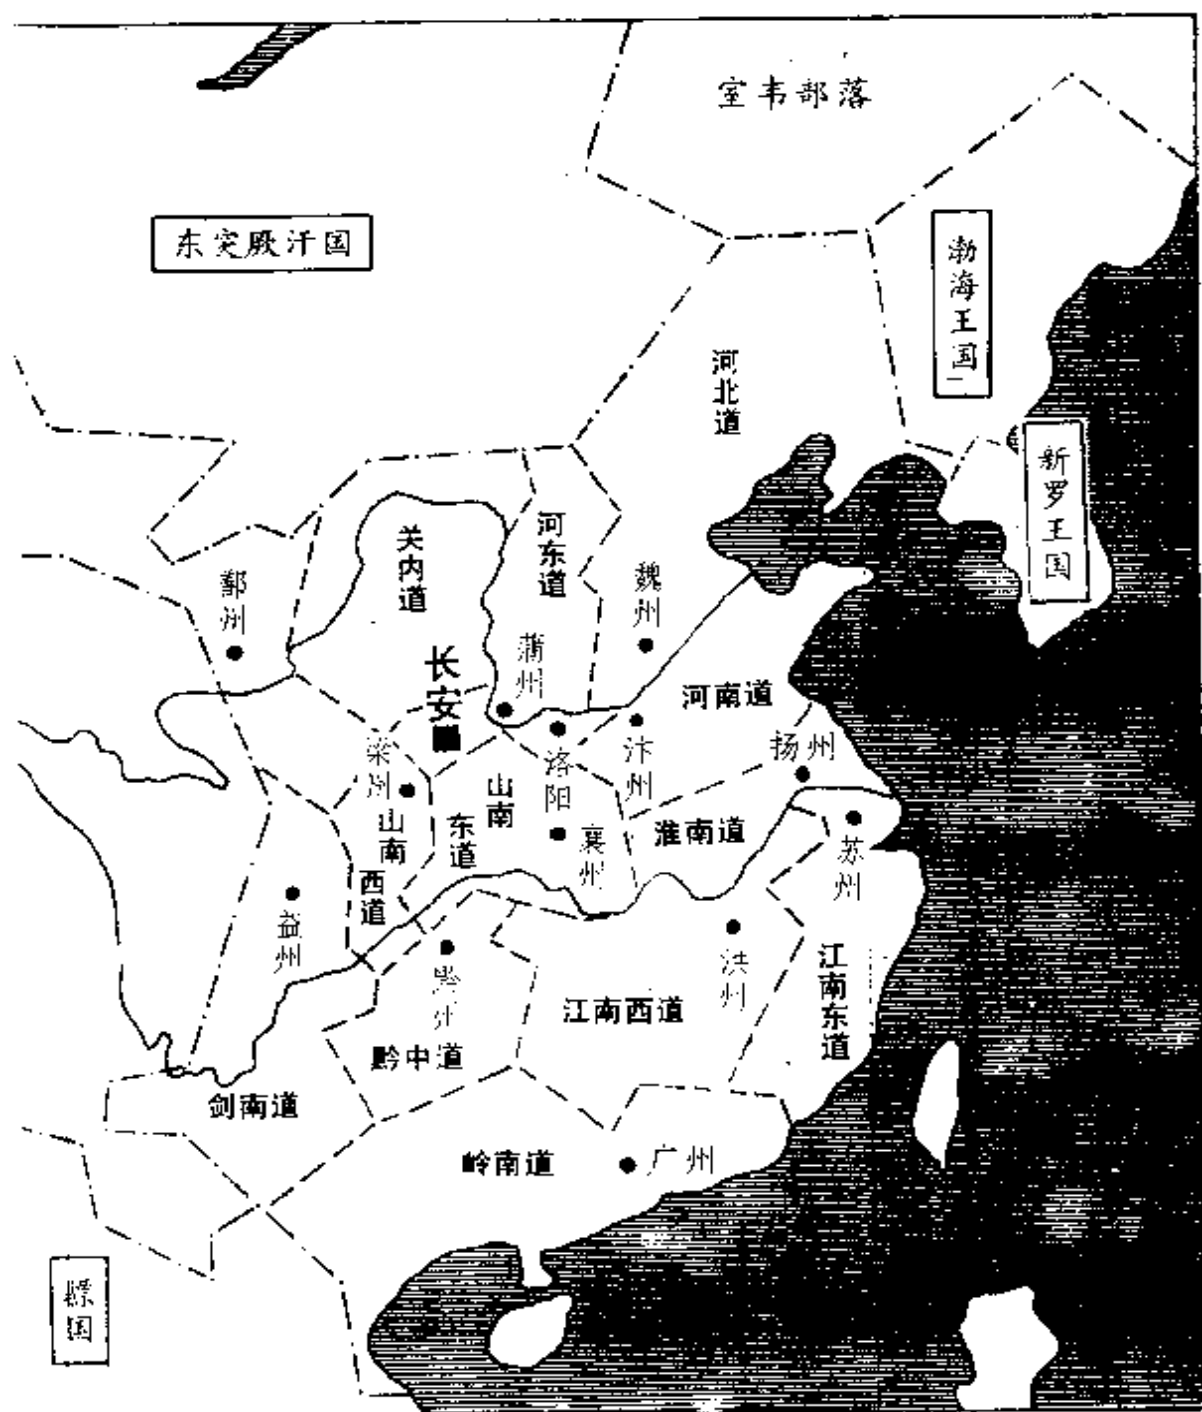 室韦部落
东突厥汗国
渤海王国
河北道
新罗王国
关内道
河东道
鄯州
魏州
蒲州
长安
河南道
梁州
洛阳
汴州
扬州
山南西道
山南东道
襄州
淮南道
苏州
益州
黔州
洪州
江南东道
江南西道
黔中道
剑南道
岭南道
广州
骠国